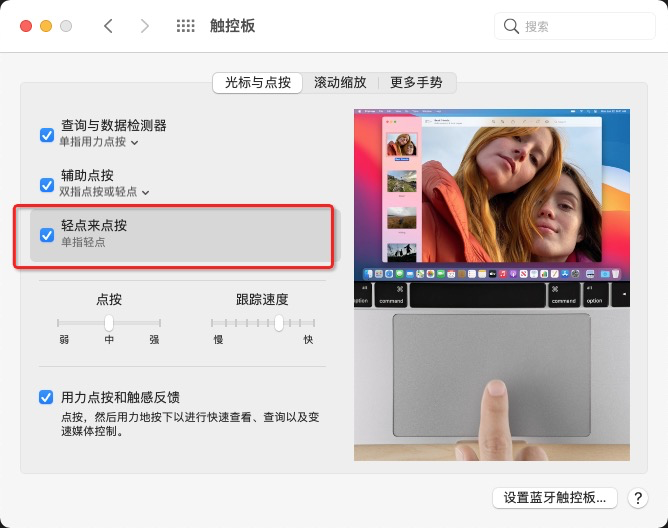 触控板
搜索
光标与点按
滚动缩放
更多手势
查询与数据检测器
单指用力点按
辅助点按
双指点按或轻点
轻点来点按
单指轻点
点按
弱
中
强
跟踪速度
慢
快
用力点按和触感反馈
点按，然后用力地按下以进行快速查看、查询以及变
速媒体控制。
⌘
command
option
⌘
command
alt
option
设置蓝牙触控板...
?